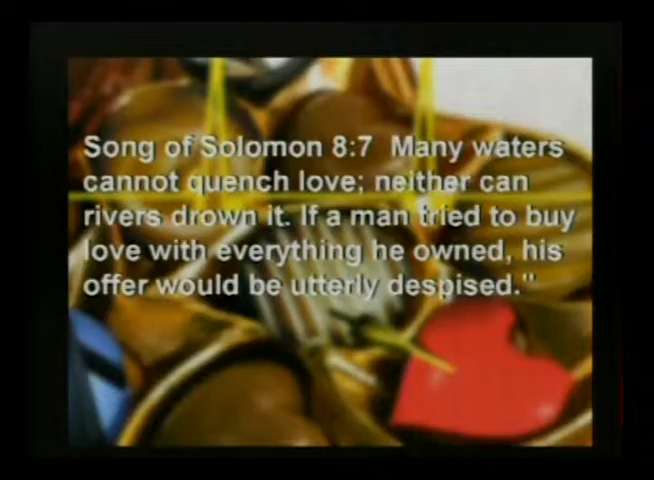 Song of Solomon 8:7  Many waters
cannot quench love; neither can
rivers drown it. If a man tried to buy
love with everything he owned, his
offer would be utterly despised."